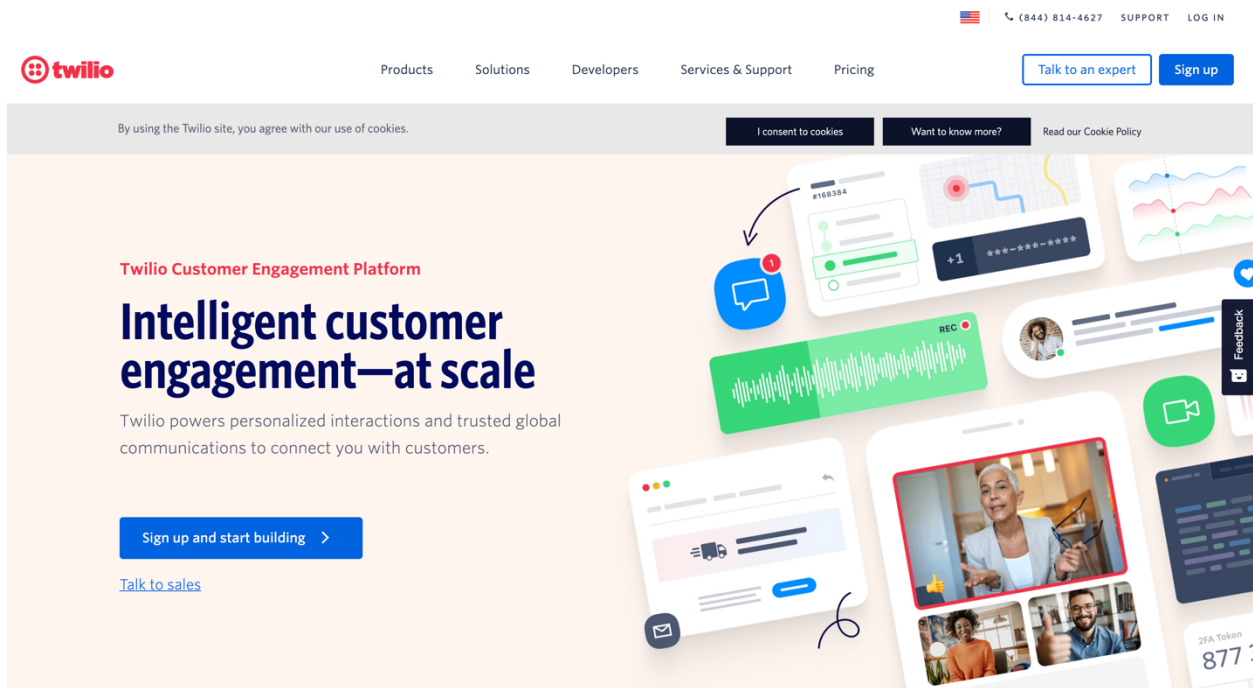 (844) 814-4627 SUPPORT LOG IN
twilio Products Solutions Developers Services & Support Pricing Talk to an expert Sign up
By using the Twilio site, you agree with our use of cookies. I consent to cookies Want to know more? Read our Cookie Policy
#168384
+1 ***-***-****
1
Twilio Customer Engagement Platform
Intelligent customer
engagement—at scale
Twilio powers personalized interactions and trusted global
communications to connect you with customers.
REC
Feedback
Sign up and start building
Talk to sales
2FA Token
877